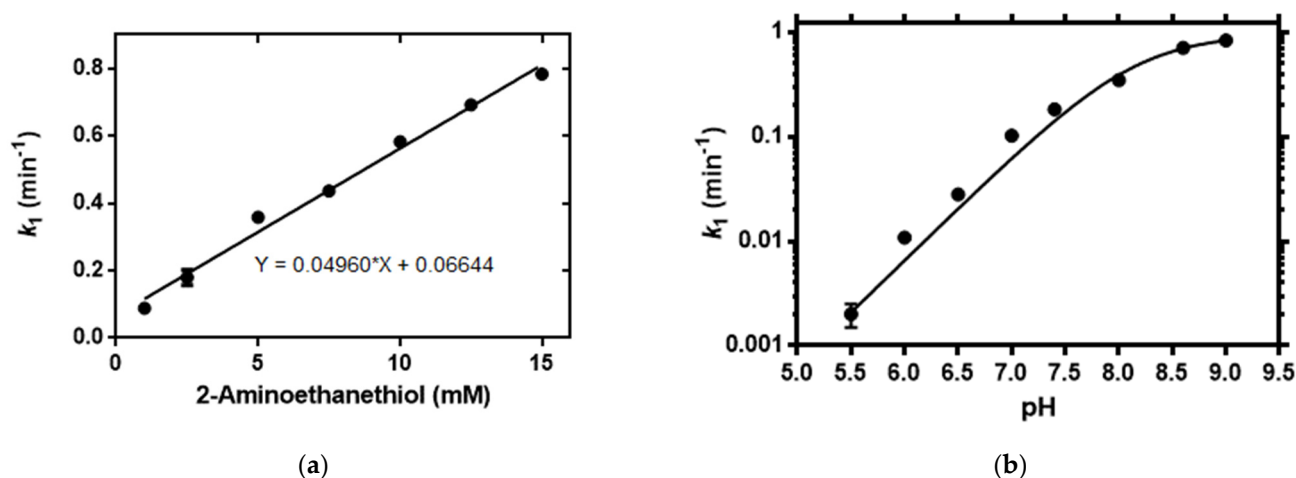 0.8
0.6
0.4
0.2
0.0
k₁ (min⁻¹)
Y = 0.04960*X + 0.06644
0 5 10 15
2-Aminoethanethiol (mM)
(a)
1
0.1
0.01
0.001
k₁ (min⁻¹)
5.0 5.5 6.0 6.5 7.0 7.5 8.0 8.5 9.0 9.5
pH
(b)